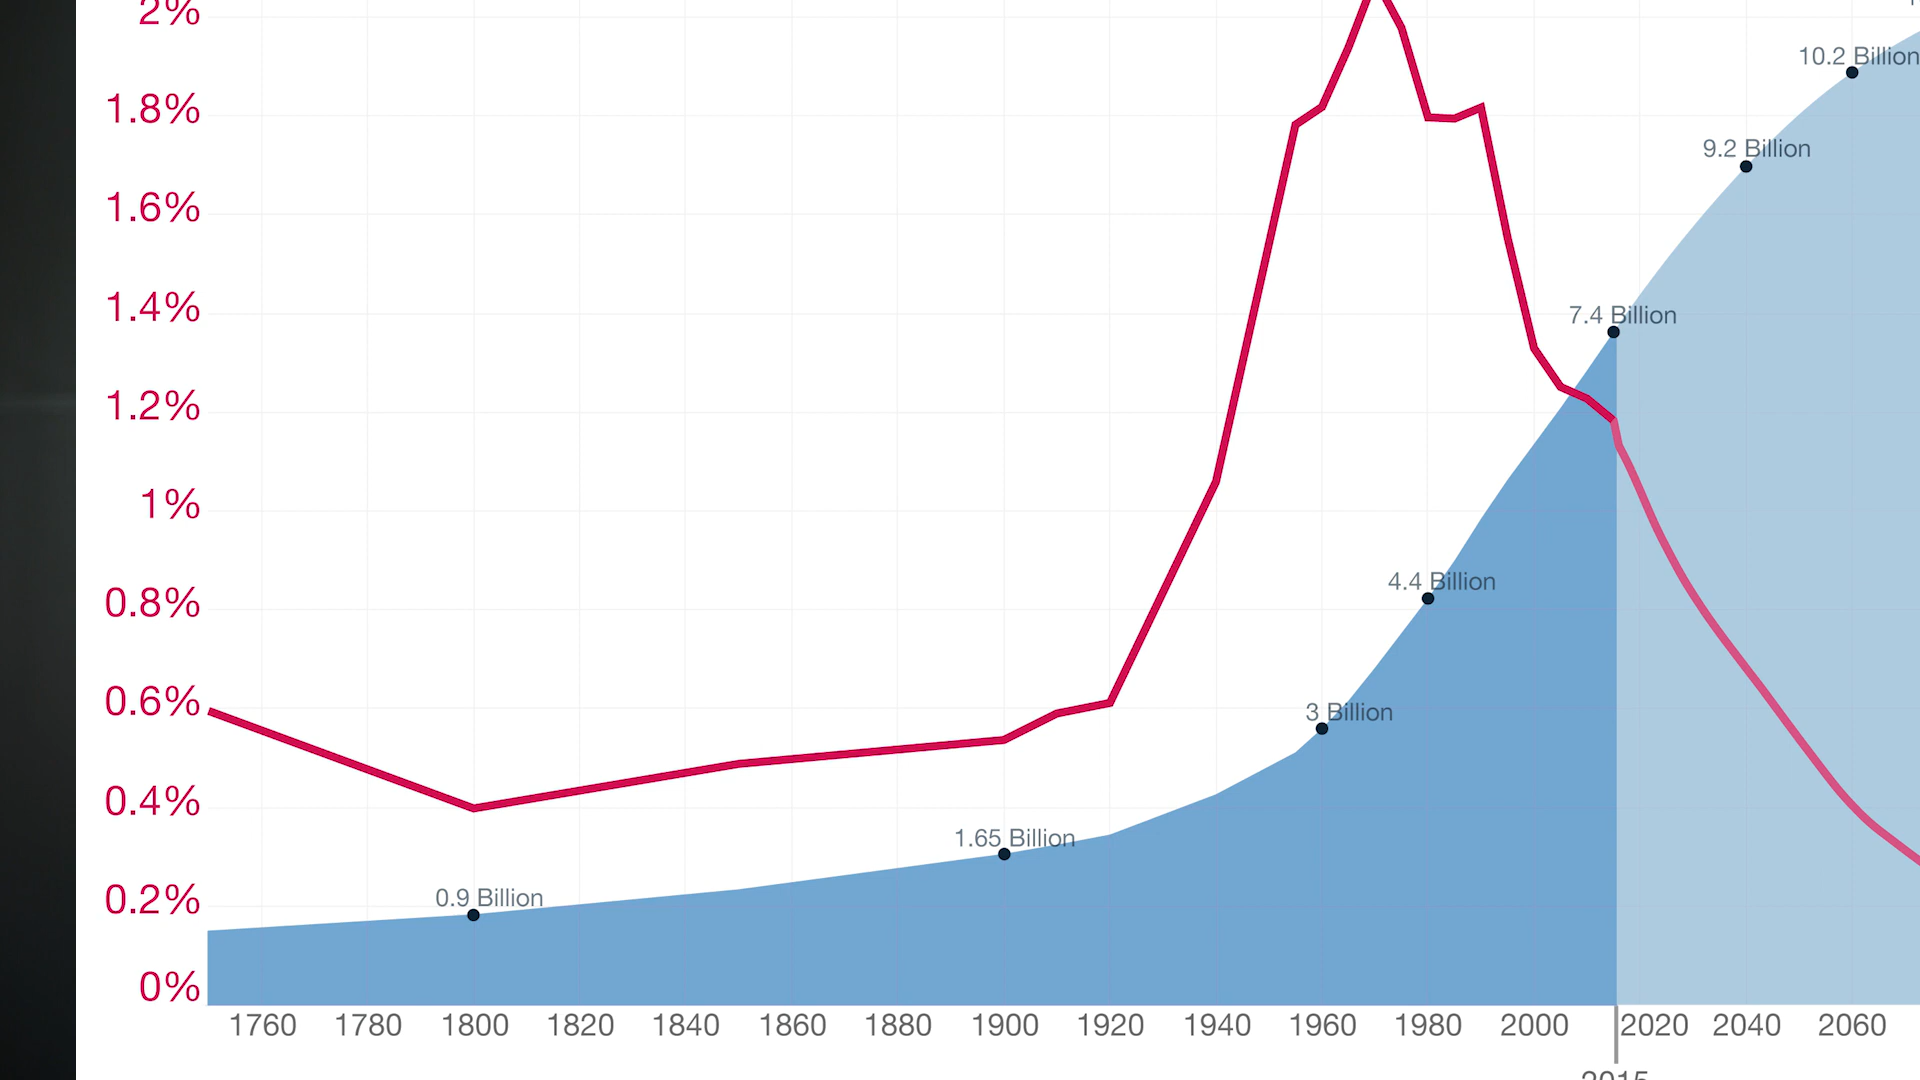 2%
1.8%
1.6%
1.4%
1.2%
1%
0.8%
0.6%
0.4%
0.2%
0%
10.2 Billion
9.2 Billion
7.4 Billion
4.4 Billion
3 Billion
1.65 Billion
0.9 Billion
1760 1780 1800 1820 1840 1860 1880 1900 1920 1940 1960 1980 2000 2020 2040 2060
2015